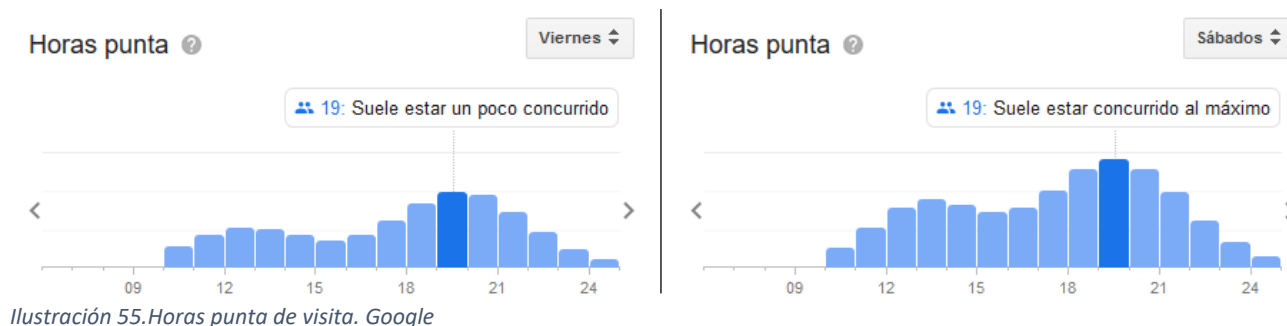 Horas punta ?
Viernes
19: Suele estar un poco concurrido
09 12 15 18 21 24
Horas punta ?
Sábados
19: Suele estar concurrido al máximo
09 12 15 18 21 24
Ilustración 55.Horas punta de visita. Google